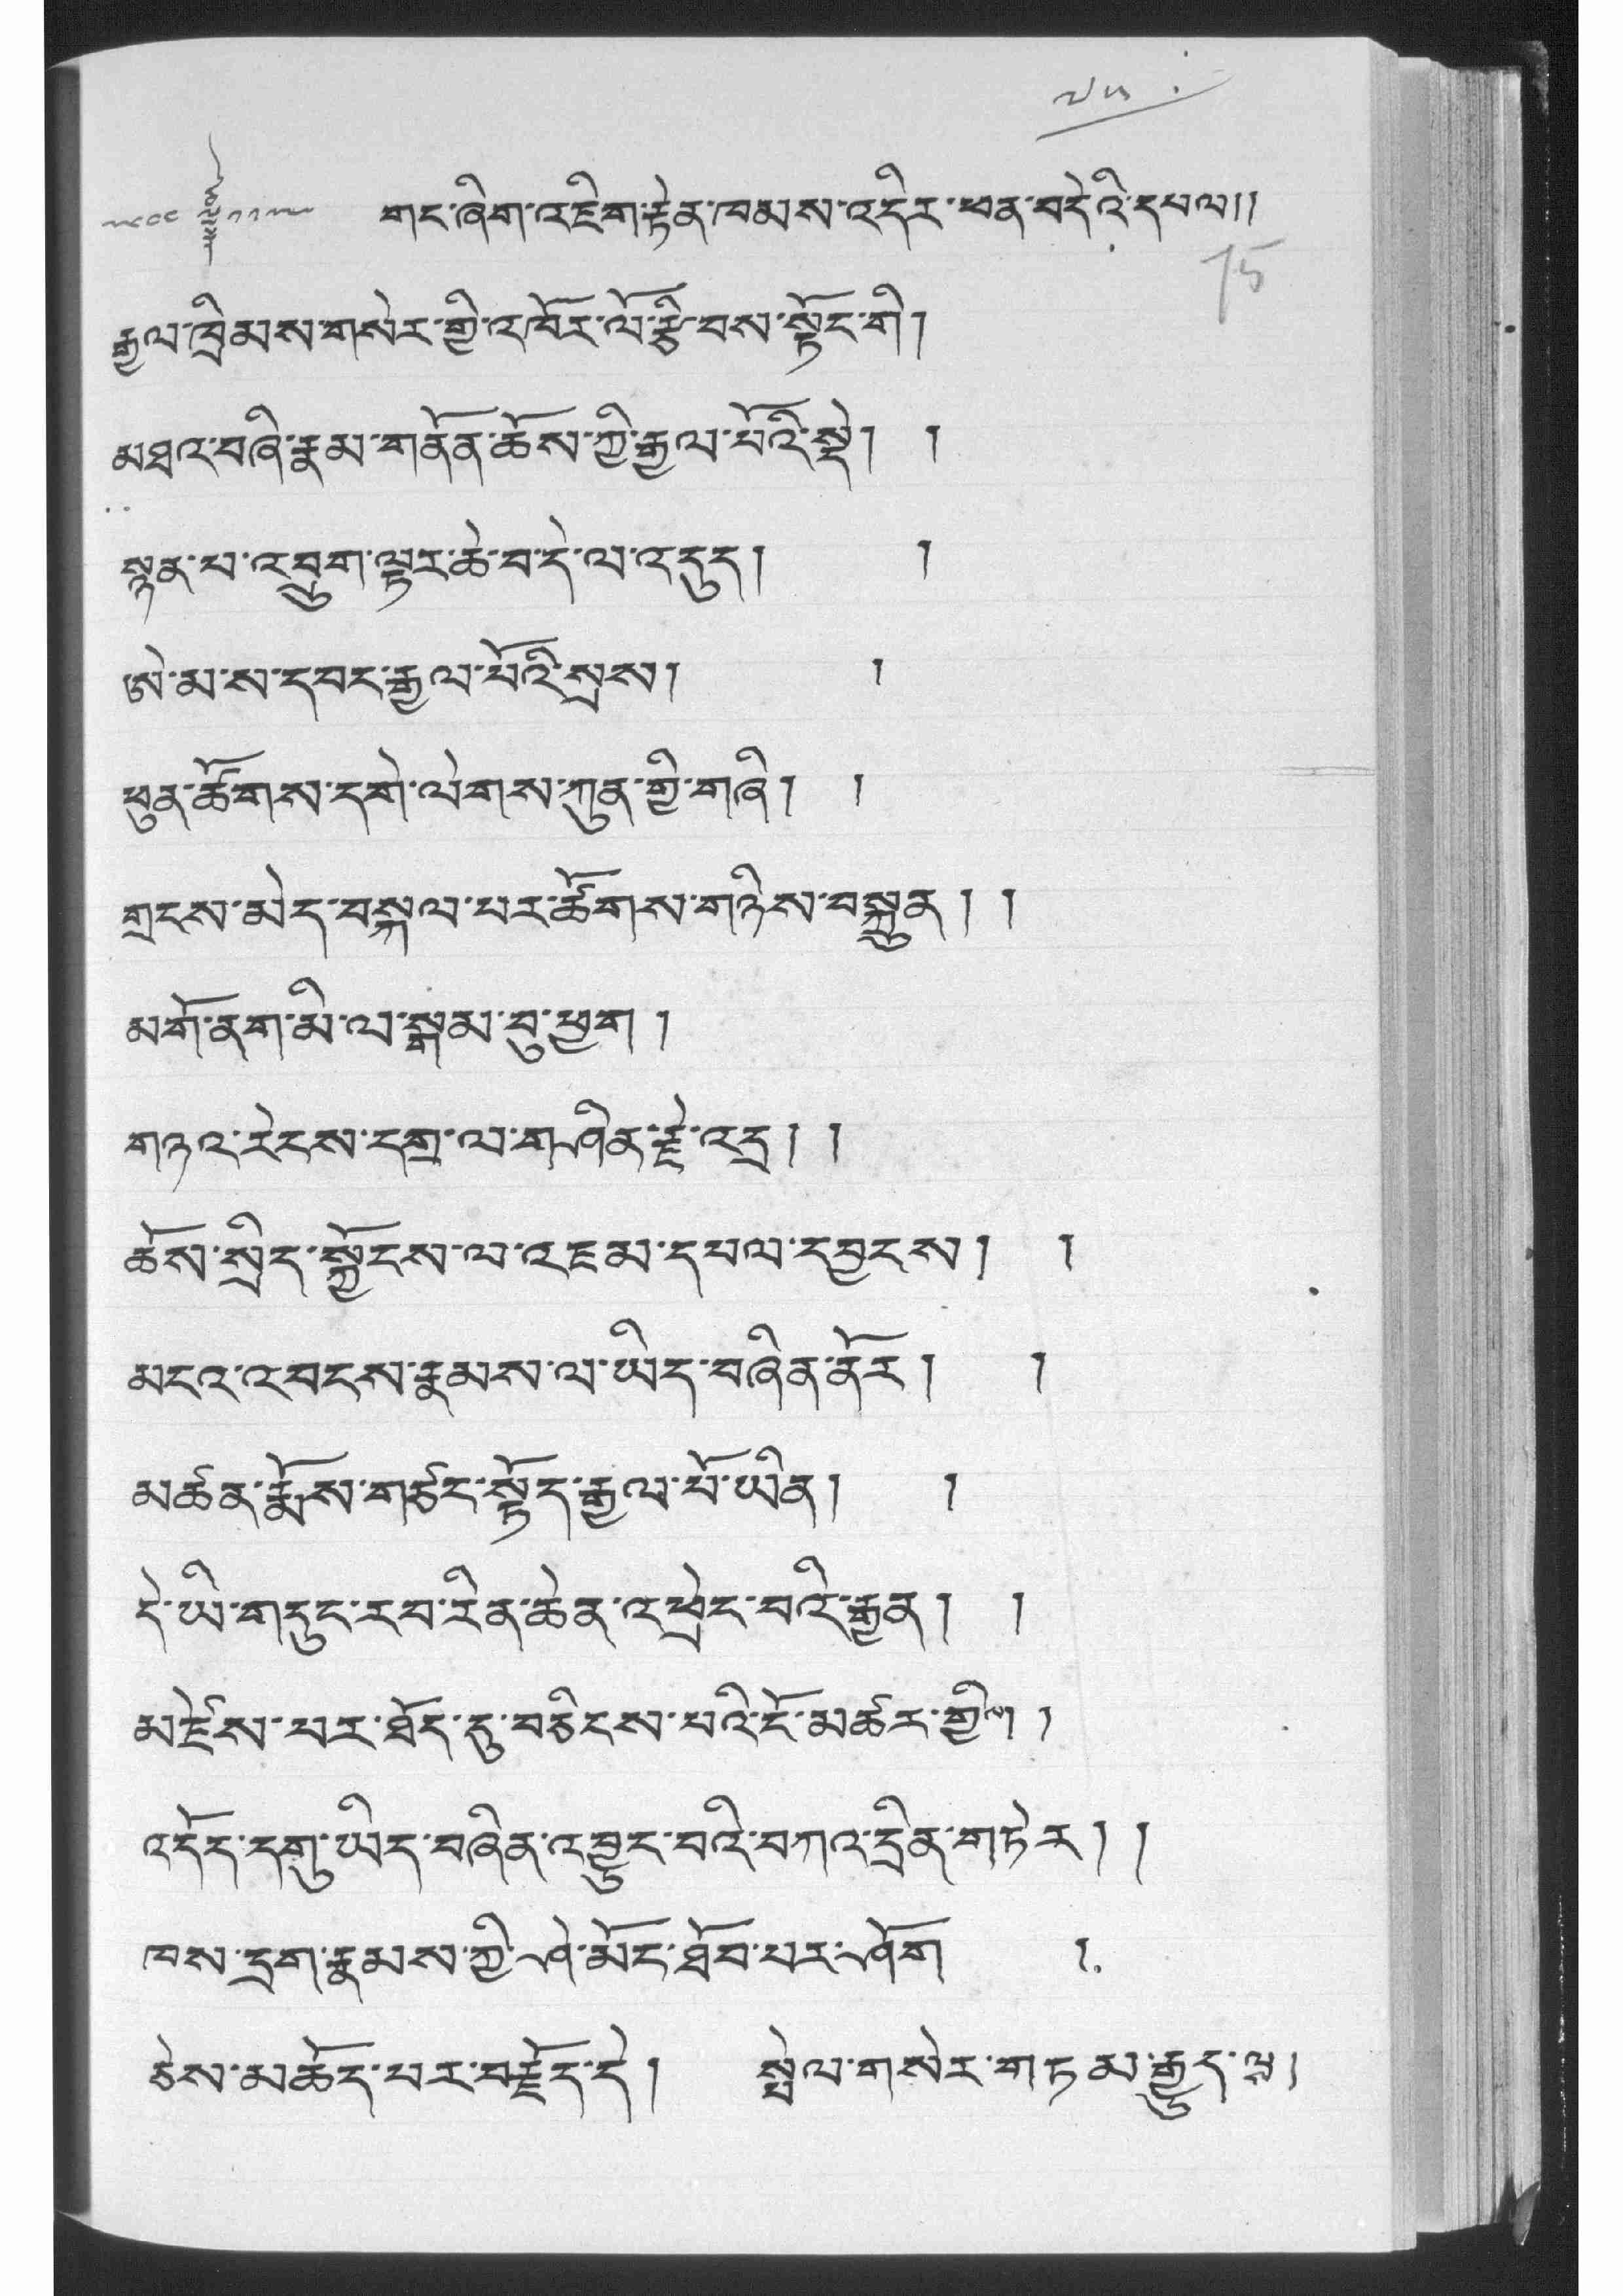 ༧༥
༄༅།། གང་ཞིག་འཇིག་རྟེན་ཁམས་འདིར་ཕན་བདེའི་དཔལ།།
75
རྒྱལ་ཁྲིམས་གསེར་གྱི་འཁོར་ལོ་རྩིབས་སྟོང་གི།
མཐའ་བཞི་རྣམ་གནོན་ཆོས་ཀྱི་རྒྱལ་པོའི་སྡེ། །
སྙན་པ་འབྲུག་ལྟར་ཆེ་བ་དེ་ལ་འདུད། །
ཨེ་མ་ས་དབང་རྒྱལ་པོའི་སྲས། །
ཕུན་ཚོགས་དགེ་ལེགས་ཀུན་གྱི་གཞི། །
གྲངས་མེད་བསྐལ་པར་ཚོགས་གཉིས་བསྐྲུན། །
མགོ་ནག་མི་ལ་སྒམ་བུ་ཕྱག །
གཉའ་རེངས་དགྲ་ལ་གཤིན་རྗེ་འདྲ། །
ཆོས་སྲིད་སྐྱོངས་ལ་འཇམ་དཔལ་དབྱངས། །
མངའ་འབངས་རྣམས་ལ་ཡིད་བཞིན་ནོར། །
མཚན་རྨོས་གཙང་སྟོད་རྒྱལ་པོ་ཡིན། །
དེ་ཡི་གདུང་རབ་རིན་ཆེན་འཕྲེང་བའི་རྒྱན། །
མཛེས་པར་ཐོད་དུ་བཅིངས་པའི་ངོ་མཚར་གྱིས། །
འདོད་དགུ་ཡིད་བཞིན་འབྱུང་བའི་བཀའ་དྲིན་གཏེར། །
ཁས་དྲག་རྣམས་ཀྱི་ཤེ་མོང་ཐོབ་པར་ཤོག །
ཅེས་མཆོད་པར་བརྗོད་དེ། སྤེལ་གསེར་གཏམ་རྒྱུད་ལྔ།